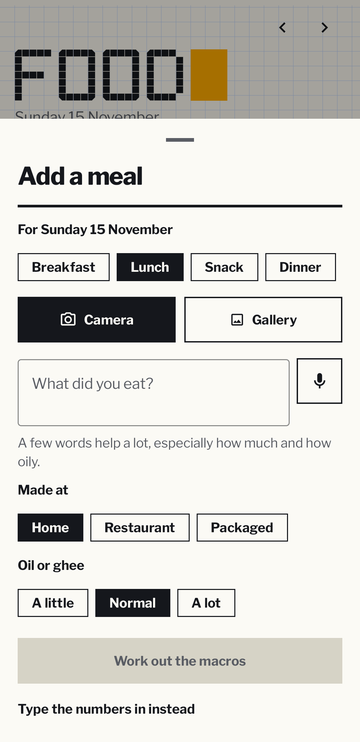 FOOD
Sunday 15 November
Add a meal
For Sunday 15 November
Breakfast Lunch Snack Dinner
Camera Gallery
What did you eat?
A few words help a lot, especially how much and how
oily.
Made at
Home Restaurant Packaged
Oil or ghee
A little Normal A lot
Work out the macros
Type the numbers in instead